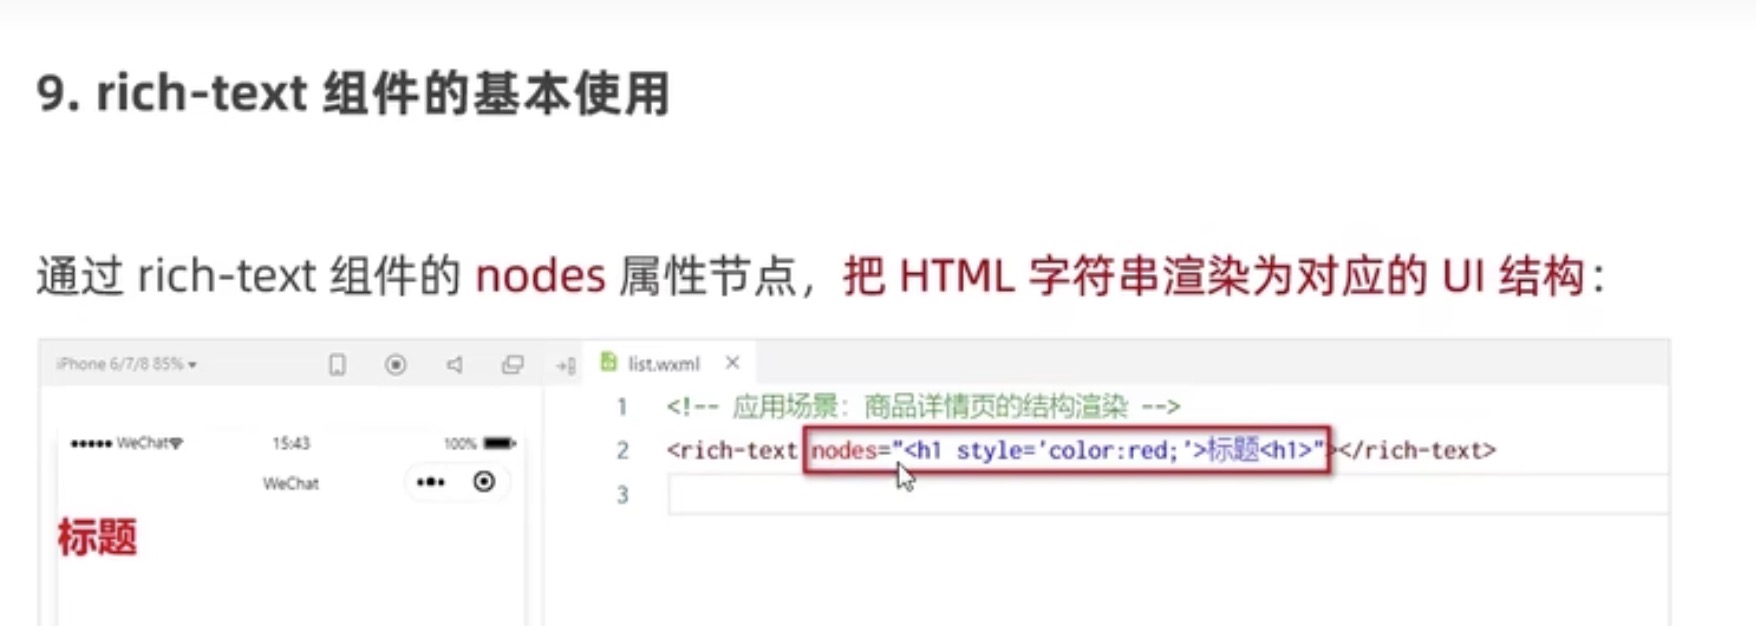 9. rich-text 组件的基本使用
通过 rich-text 组件的 nodes 属性节点，把 HTML 字符串渲染为对应的 UI 结构：
iPhone 6/7/8 85%
list.wxml
1 <!-- 应用场景：商品详情页的结构渲染 -->
2 <rich-text nodes="<h1 style='color:red;'>标题<h1>"></rich-text>
3
WeChat 15:43 100%
WeChat
标题